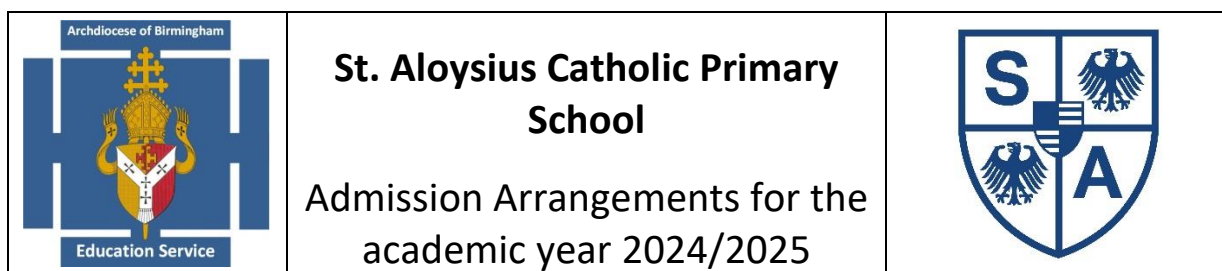 Archdiocese of Birmingham
Education Service
St. Aloysius Catholic Primary
School
Admission Arrangements for the
academic year 2024/2025
S
A